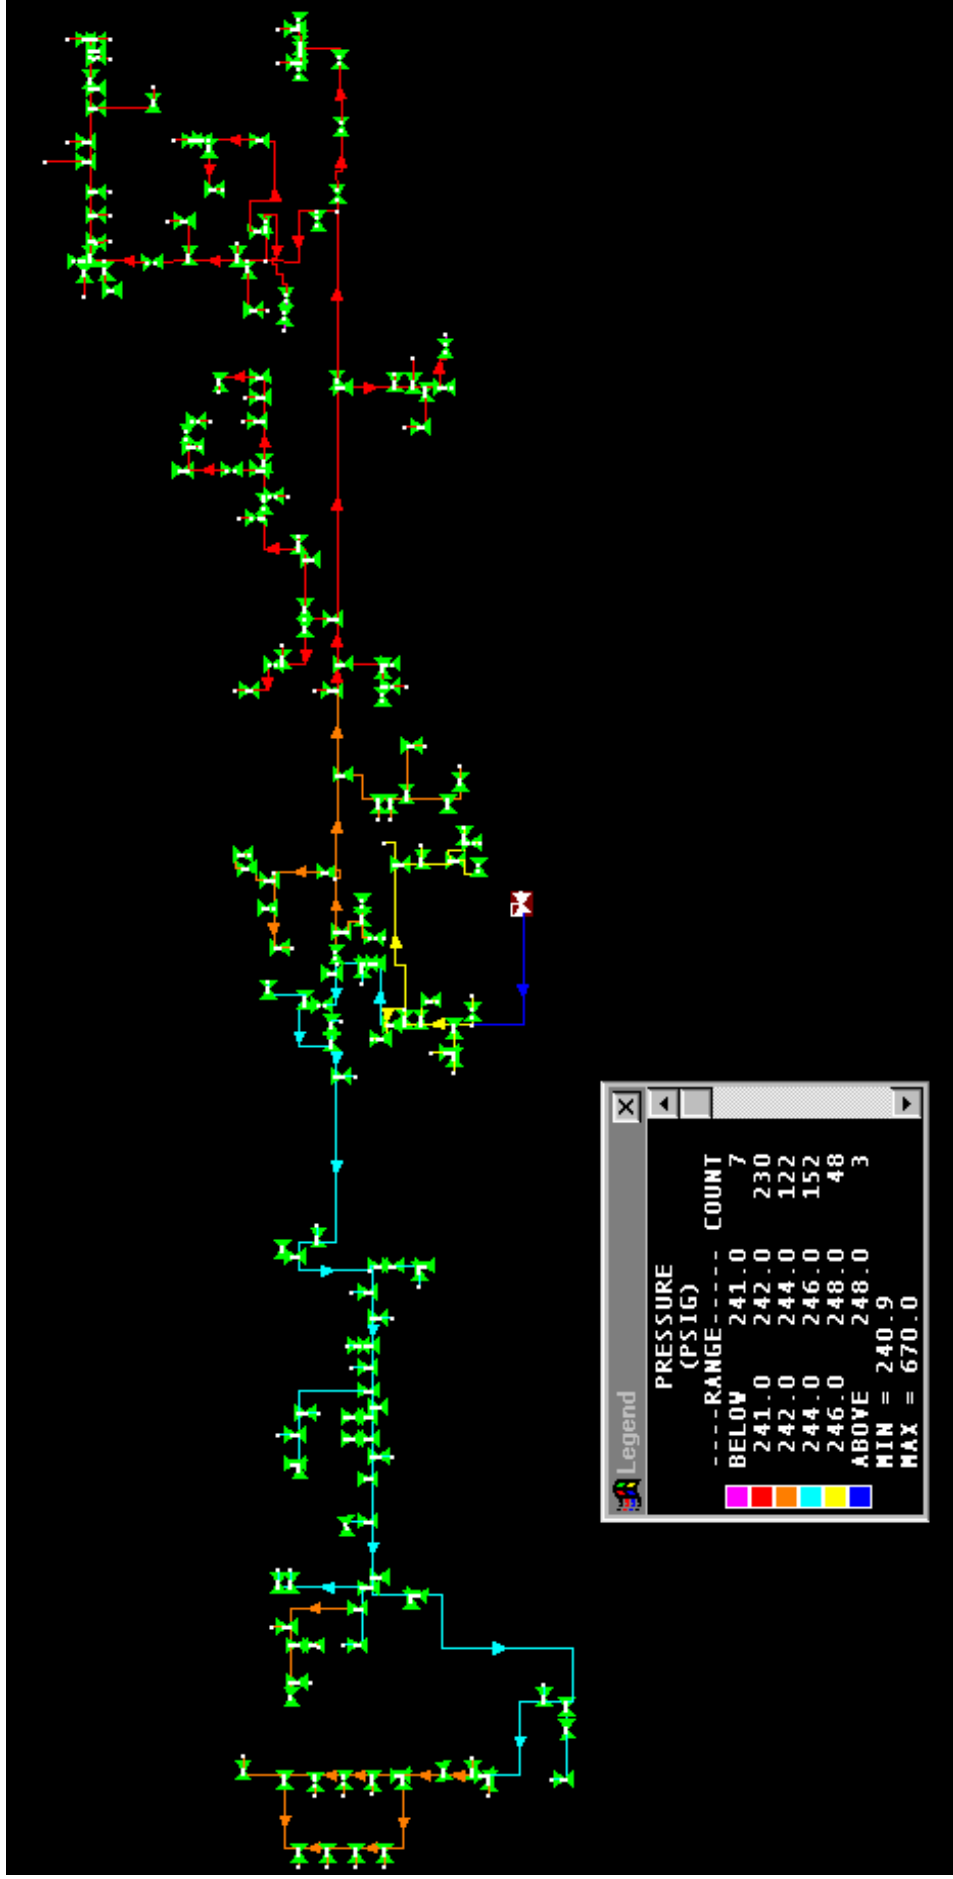 Legend
PRESSURE
(PSIG)
----RANGE----- COUNT
BELOW 241.0 7
241.0 242.0 230
242.0 244.0 122
244.0 246.0 152
246.0 248.0 48
ABOVE 248.0 3
MIN = 240.9
MAX = 670.0